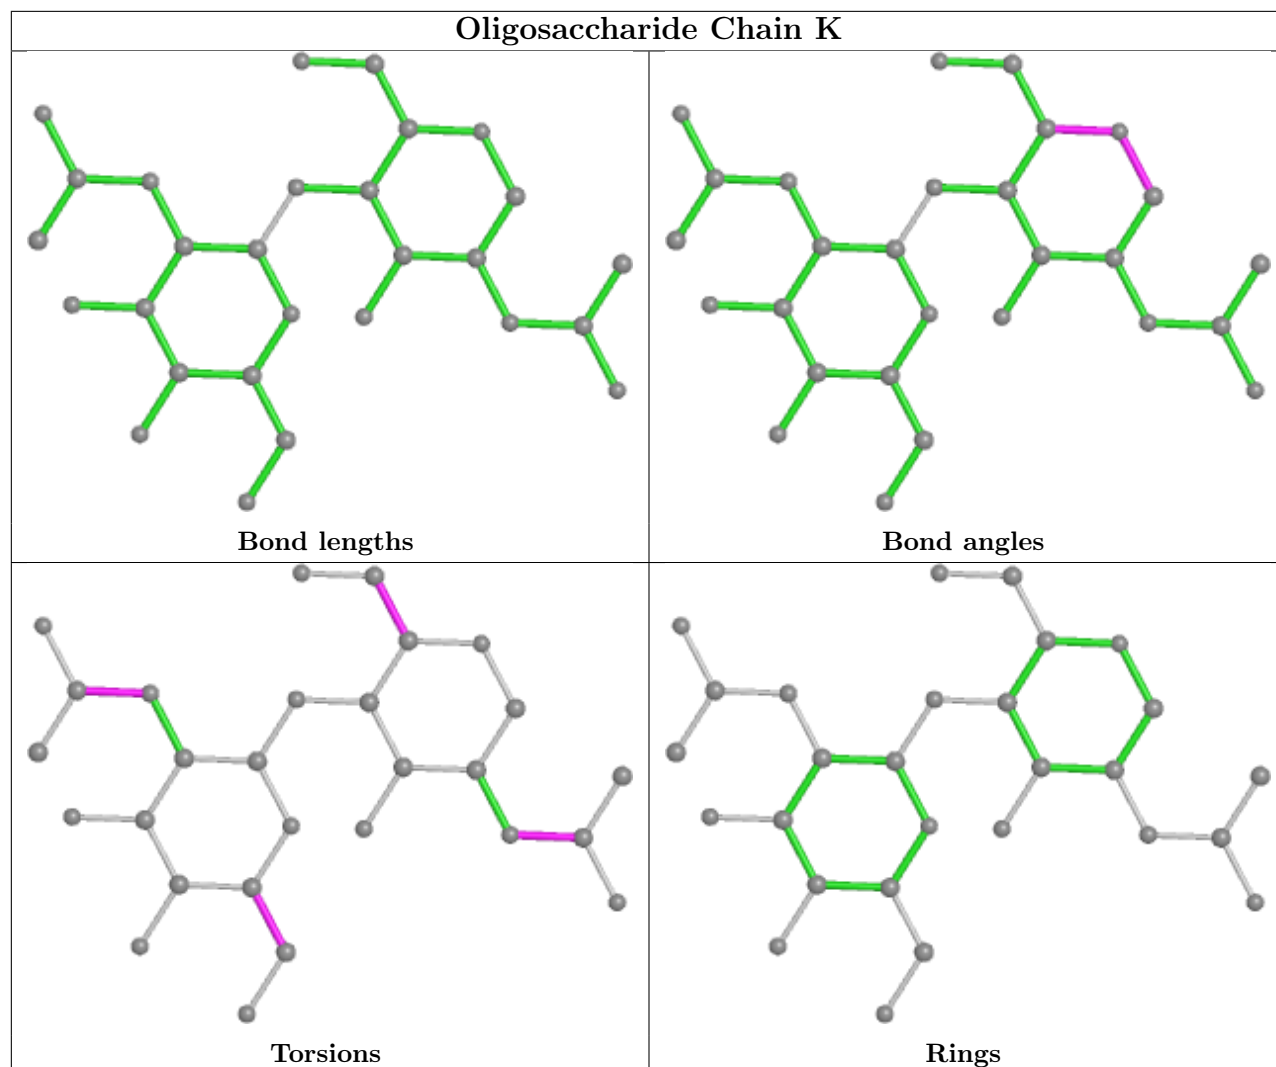 Oligosaccharide Chain K
Bond lengths
Bond angles
Torsions
Rings